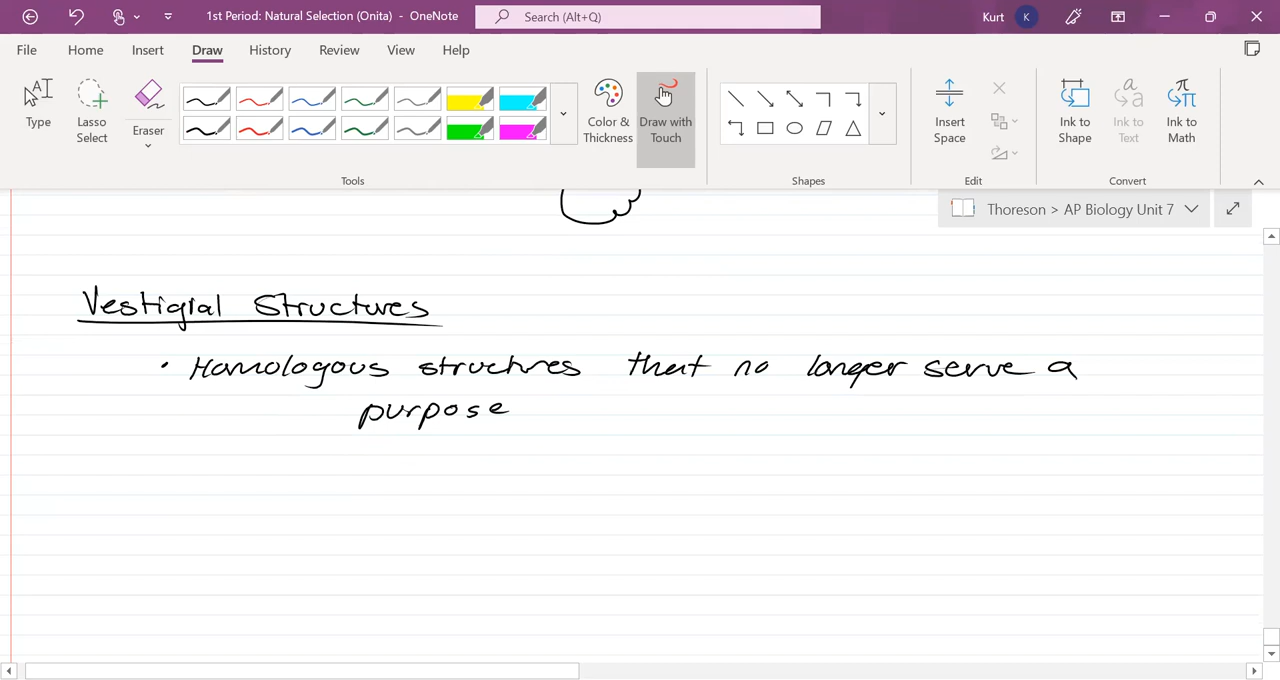 1st Period: Natural Selection (Onita) - OneNote
Search (Alt+Q)
Kurt
K
File Home Insert Draw History Review View Help
Type
Lasso Select
Eraser
Color & Thickness
Draw with Touch
Insert Space
Ink to Shape
Ink to Text
Ink to Math
Tools
Shapes
Edit
Convert
Thoreson > AP Biology Unit 7
Vestigial Structures
• Homologous structures that no longer serve a
purpose